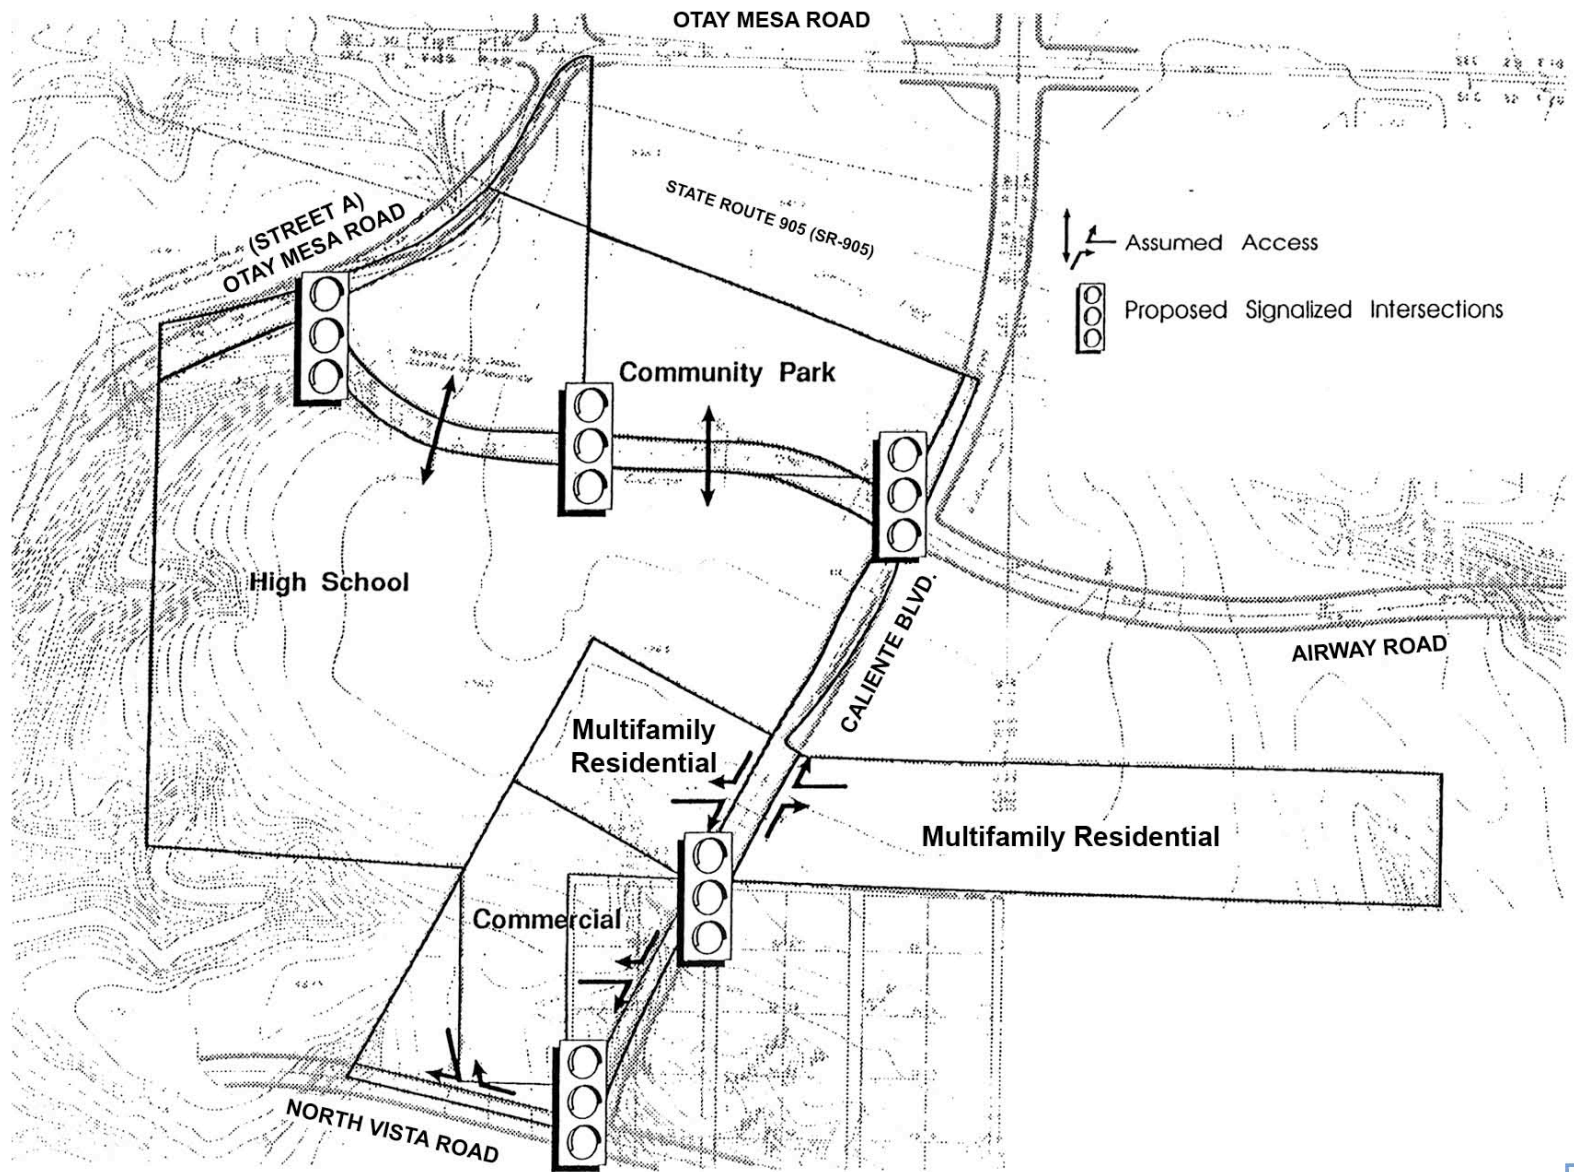 OTAY MESA ROAD
(STREET A)
OTAY MESA ROAD
STATE ROUTE 905 (SR-905)
Assumed Access
Proposed Signalized Intersections
Community Park
High School
CALIENTE BLVD.
AIRWAY ROAD
Multifamily
Residential
Multifamily Residential
Commercial
NORTH VISTA ROAD